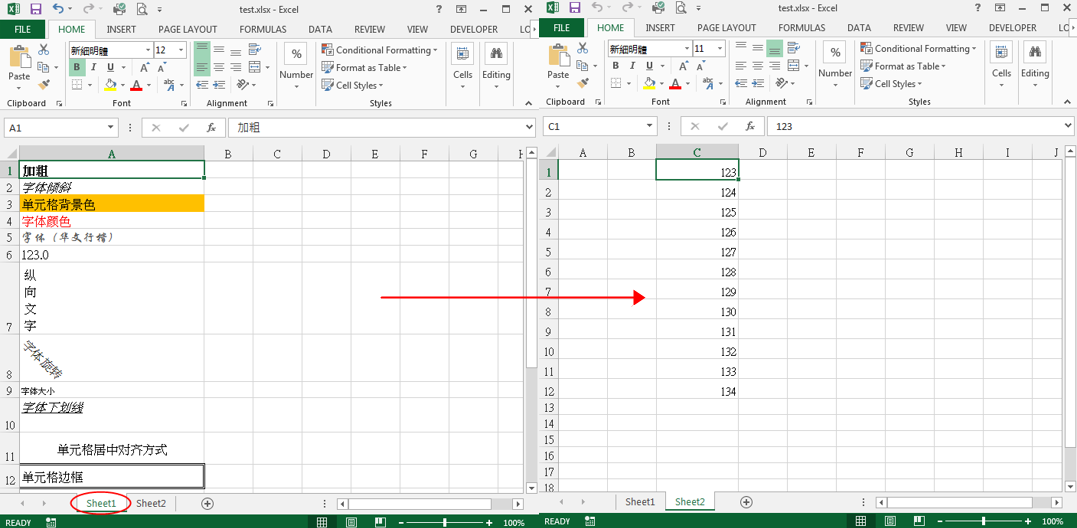 test.xlsx - Excel
FILE HOME INSERT PAGE LAYOUT FORMULAS DATA REVIEW VIEW DEVELOPER LO
Paste
Clipboard
新細明體 12
B I U
A A
Font
Alignment
%
Number
Conditional Formatting
Format as Table
Cell Styles
Styles
Cells
Editing
A1 fx 加粗
A B C D E F G H
1 加粗
2 字体倾斜
3 单元格背景色
4 字体颜色
5 字体（华文行楷）
6 123.0
7 纵
向
文
字
8 字体旋转
9 字体大小
10 字体下划线
11 单元格居中对齐方式
12 单元格边框
Sheet1 Sheet2
READY 100%
test.xlsx - Excel
FILE HOME INSERT PAGE LAYOUT FORMULAS DATA REVIEW VIEW DEVELOPER LO
Paste
Clipboard
新細明體 11
B I U
A A
Font
Alignment
%
Number
Conditional Formatting
Format as Table
Cell Styles
Styles
Cells
Editing
C1 fx 123
A B C D E F G H I J
1 123
2 124
3 125
4 126
5 127
6 128
7 129
8 130
9 131
10 132
11 133
12 134
13
14
15
16
17
18
Sheet1 Sheet2
READY 100%